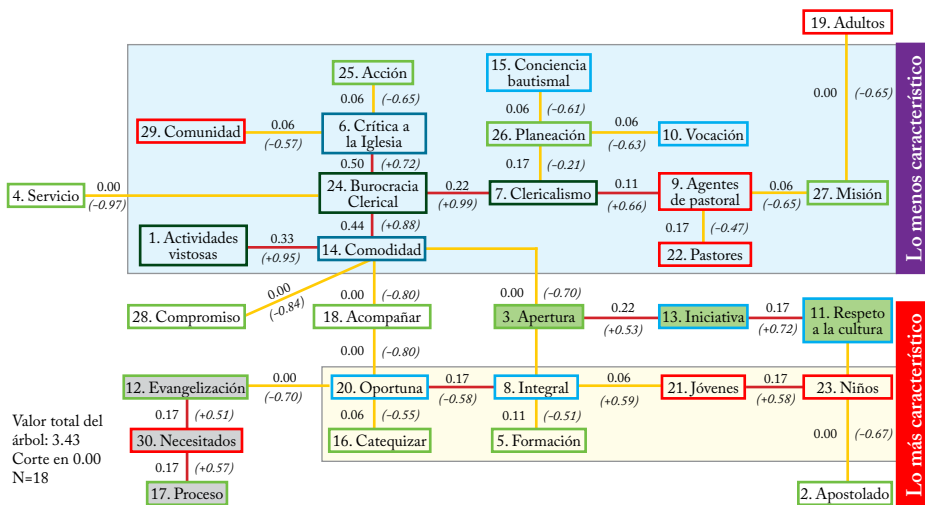 19. Adultos
15. Conciencia
bautismal
25. Acción
0.06 (-0.65)
0.06 (-0.61)
0.00 (-0.65)
29. Comunidad
0.06
(-0.57)
6. Crítica a
la Iglesia
26. Planeación
0.06
(-0.63)
10. Vocación
0.50 (+0.72)
0.17 (-0.21)
4. Servicio
0.00
(-0.97)
24. Burocracia
Clerical
0.22
(+0.99)
7. Clericalismo
0.11
(+0.66)
9. Agentes
de pastoral
0.06
(-0.65)
27. Misión
0.44 (+0.88)
0.17 (-0.47)
1. Actividades
vistosas
0.33
(+0.95)
14. Comodidad
22. Pastores
Lo menos característico
0.00
(-0.84)
0.00 (-0.80)
0.00 (-0.70)
28. Compromiso
18. Acompañar
3. Apertura
0.22
(+0.53)
13. Iniciativa
0.17
(+0.72)
11. Respeto
a la cultura
0.00 (-0.80)
12. Evangelización
0.00
(-0.70)
20. Oportuna
0.17
(-0.58)
8. Integral
0.06
(+0.59)
21. Jóvenes
0.17
(+0.58)
23. Niños
0.17 (+0.51)
0.06 (-0.55)
0.11 (-0.51)
0.00 (-0.67)
30. Necesitados
16. Catequizar
5. Formación
0.17 (+0.57)
17. Proceso
2. Apostolado
Lo más característico
Valor total del
árbol: 3.43
Corte en 0.00
N=18